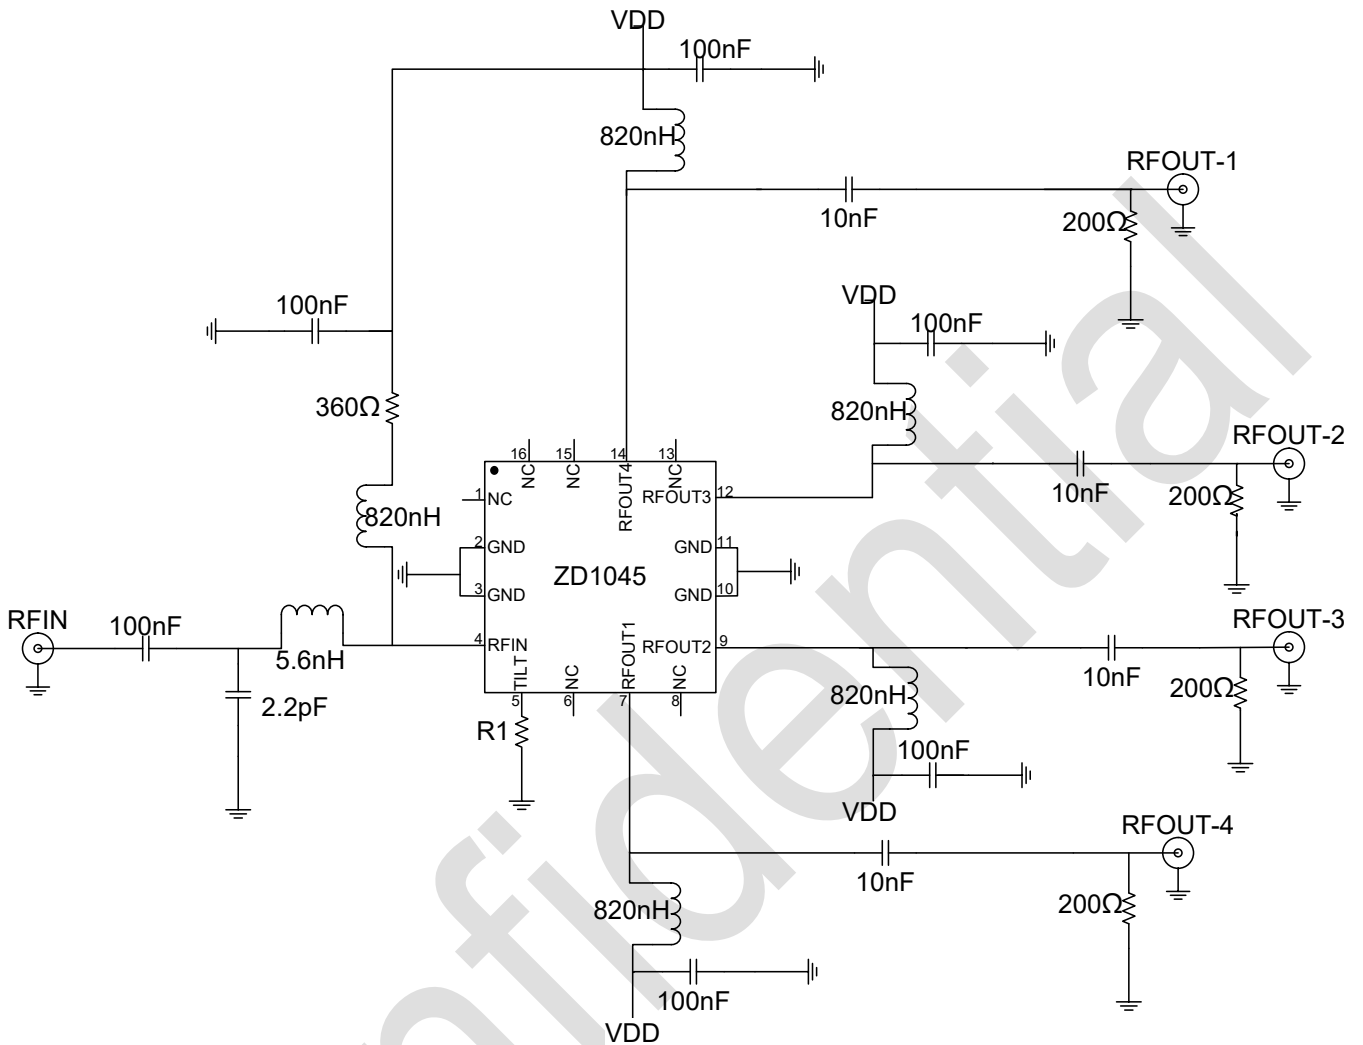 VDD
100nF
820nH
RFOUT-1
10nF
200Ω
100nF
VDD
100nF
360Ω
820nH
RFOUT-2
10nF
200Ω
16
NC
15
NC
14
RFOUT4
13
NC
1
NC
RFOUT3
12
820nH
2
GND
GND
11
ZD1045
3
GND
GND
10
RFIN
100nF
5.6nH
2.2pF
4
RFIN
RFOUT2
9
RFOUT-3
10nF
200Ω
TILT
5
NC
6
RFOUT1
7
NC
8
R1
820nH
100nF
VDD
RFOUT-4
10nF
200Ω
820nH
100nF
VDD
nfidential